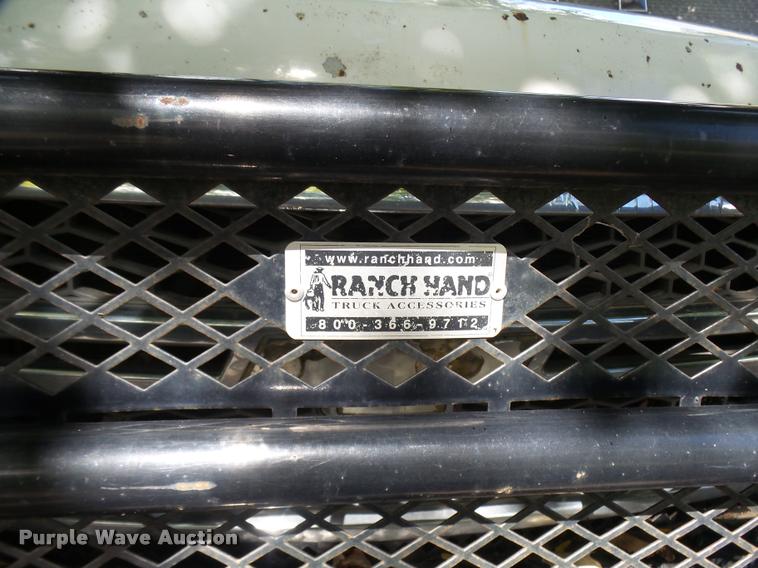 www.ranchhand.com
RANCH HAND
TRUCK ACCESSORIES
800-366-9712
Purple Wave Auction